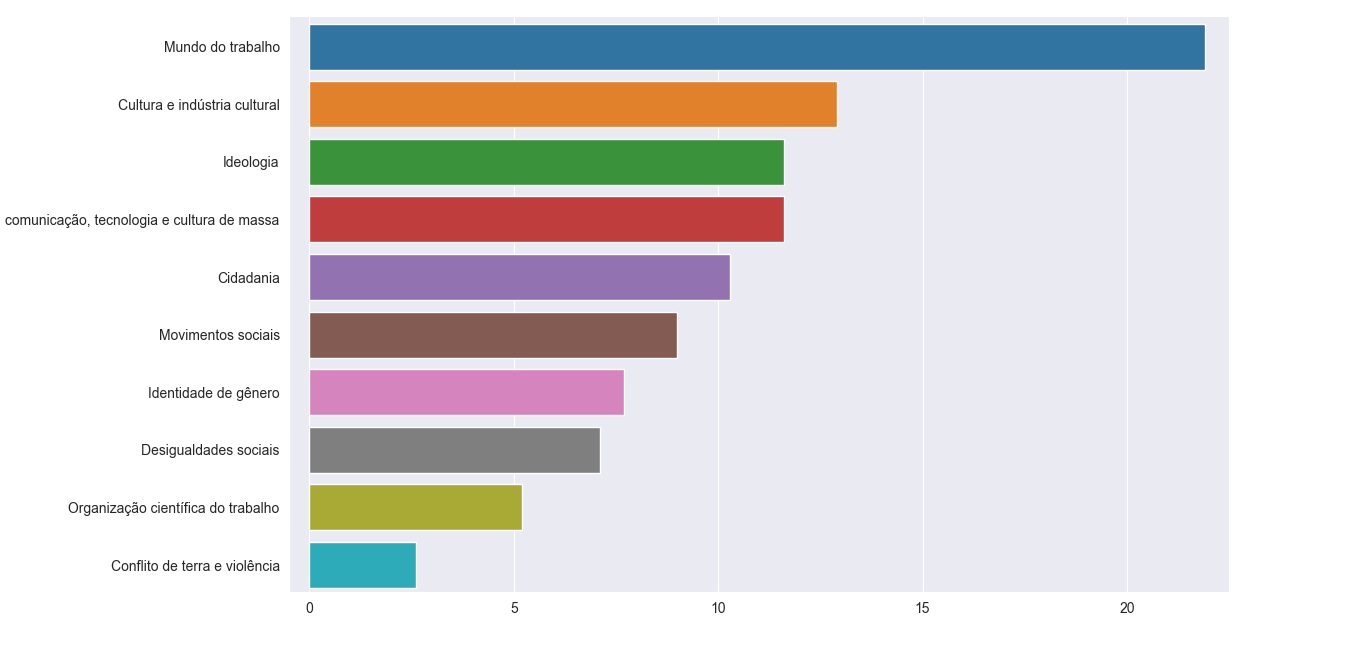 Mundo do trabalho
Cultura e indústria cultural
Ideologia
comunicação, tecnologia e cultura de massa
Cidadania
Movimentos sociais
Identidade de gênero
Desigualdades sociais
Organização científica do trabalho
Conflito de terra e violência
0 5 10 15 20